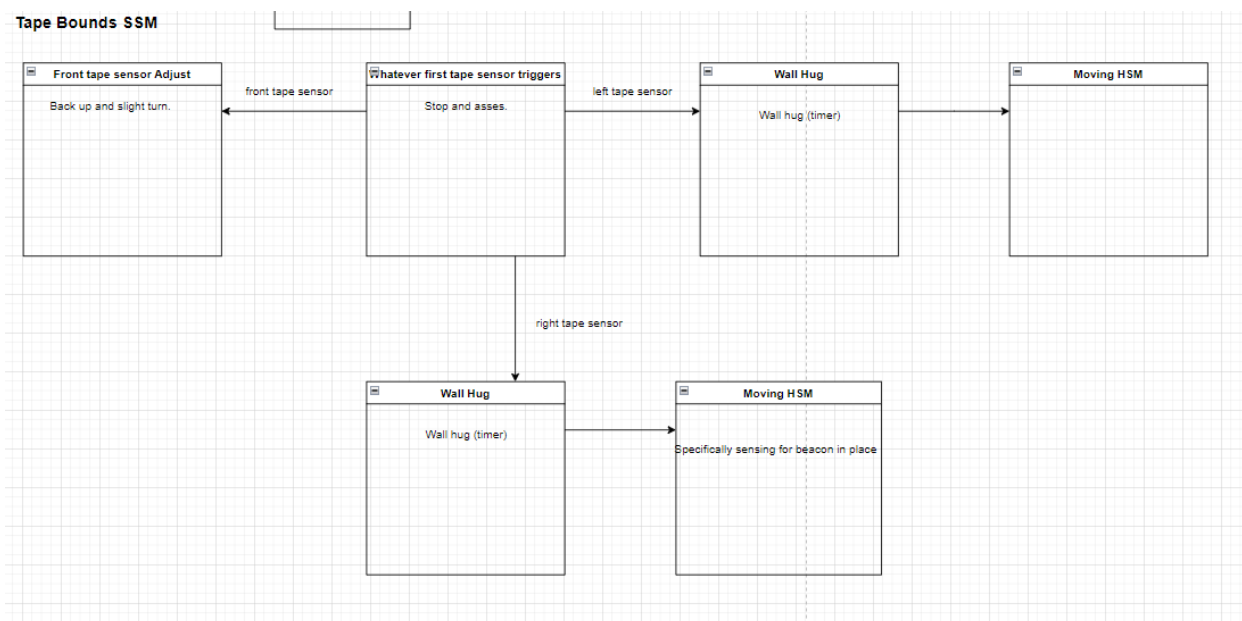 Tape Bounds SSM
Front tape sensor Adjust
Back up and slight turn.
front tape sensor
Whatever first tape sensor triggers
Stop and asses.
left tape sensor
Wall Hug
Wall hug (timer)
Moving HSM
right tape sensor
Wall Hug
Wall hug (timer)
Moving HSM
Specifically sensing for beacon in place